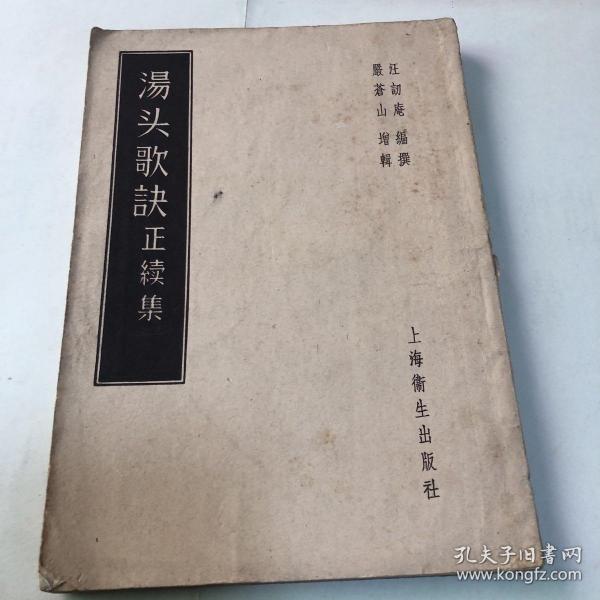 湯头歌訣正續集
汪訒庵 編撰
嚴蒼山 增輯
上海衛生出版社
孔夫子旧书网
www.kongfz.com